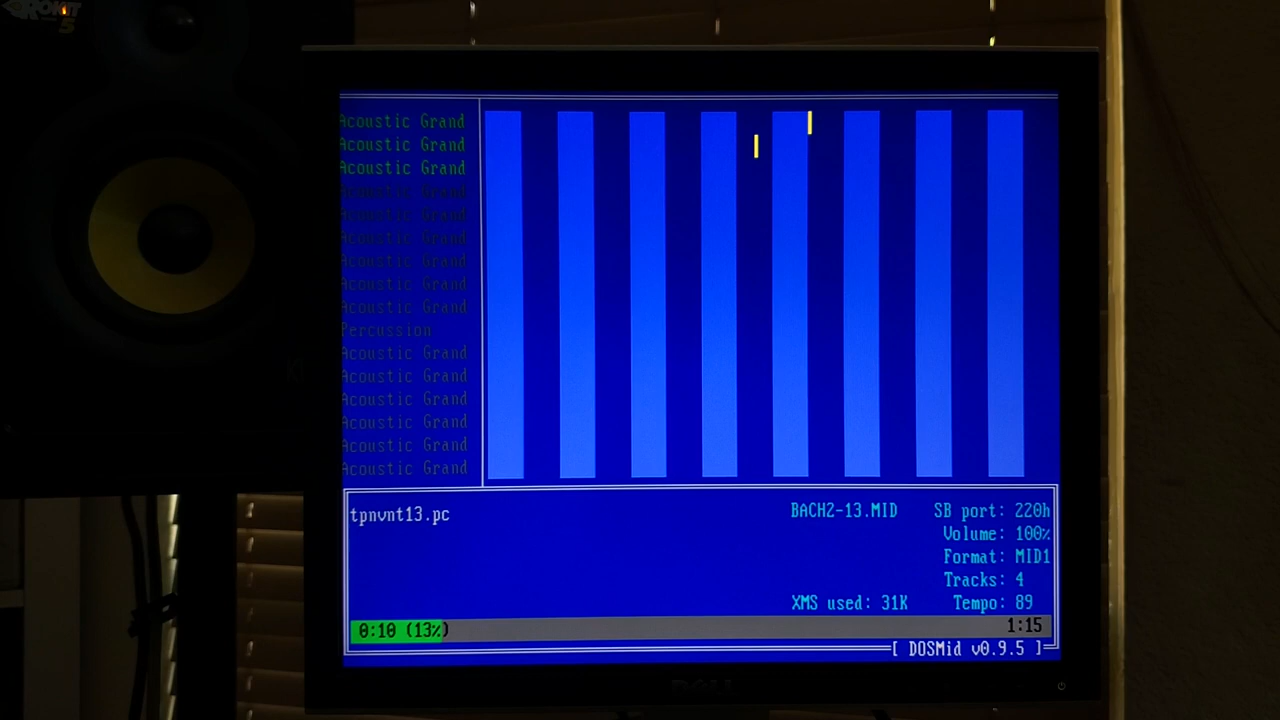 ROKIT
5
Acoustic Grand
Acoustic Grand
Acoustic Grand
Acoustic Grand
Acoustic Grand
Acoustic Grand
Acoustic Grand
Acoustic Grand
Acoustic Grand
Percussion
Acoustic Grand
Acoustic Grand
Acoustic Grand
Acoustic Grand
Acoustic Grand
Acoustic Grand
tpnvnt13.pc
BACH2-13.MID
SB port: 220h
Volume: 100%
Format: MID1
Tracks: 4
XMS used: 31K
Tempo: 89
0:10 (13%)
1:15
[ DOSMid v0.9.5 ]
DELL